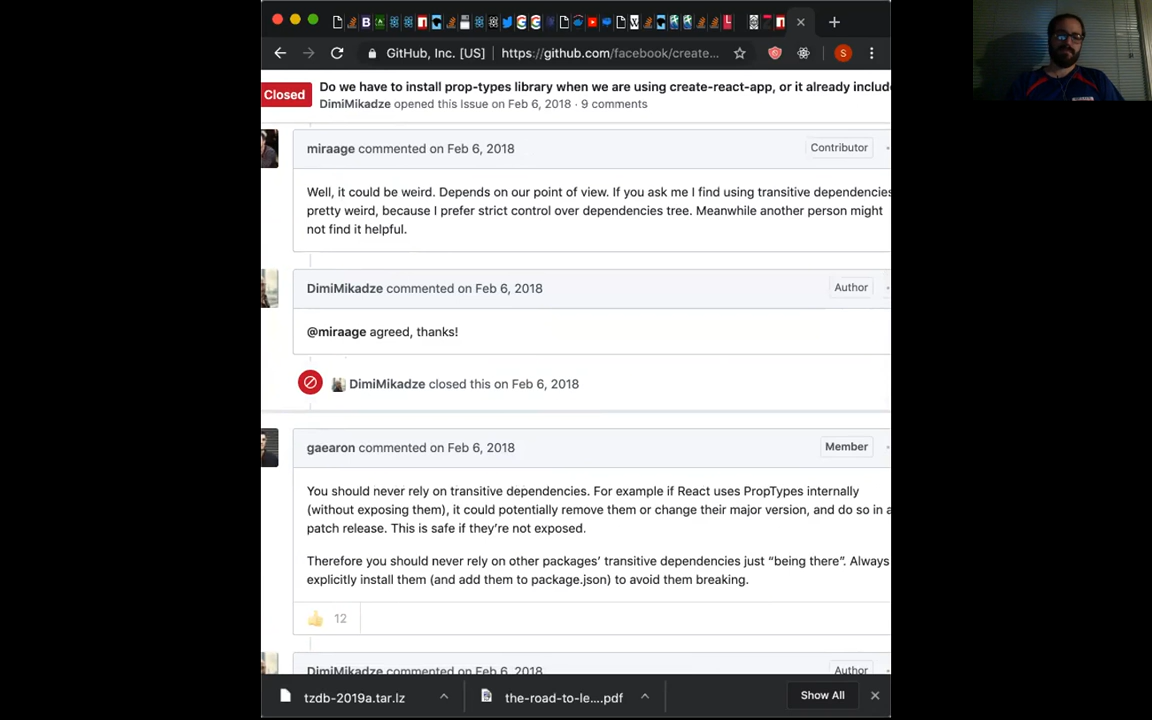 GitHub, Inc. [US] https://github.com/facebook/create...
S
Closed
Do we have to install prop-types library when we are using create-react-app, or it already include
DimiMikadze opened this Issue on Feb 6, 2018 · 9 comments
miraage commented on Feb 6, 2018
Contributor
Well, it could be weird. Depends on our point of view. If you ask me I find using transitive dependencies
pretty weird, because I prefer strict control over dependencies tree. Meanwhile another person might
not find it helpful.
DimiMikadze commented on Feb 6, 2018
Author
@miraage agreed, thanks!
DimiMikadze closed this on Feb 6, 2018
gaearon commented on Feb 6, 2018
Member
You should never rely on transitive dependencies. For example if React uses PropTypes internally
(without exposing them), it could potentially remove them or change their major version, and do so in a
patch release. This is safe if they're not exposed.
Therefore you should never rely on other packages' transitive dependencies just “being there”. Always
explicitly install them (and add them to package.json) to avoid them breaking.
12
DimiMikadze commented on Feb 6, 2018
Author
tzdb-2019a.tar.lz
the-road-to-le....pdf
Show All